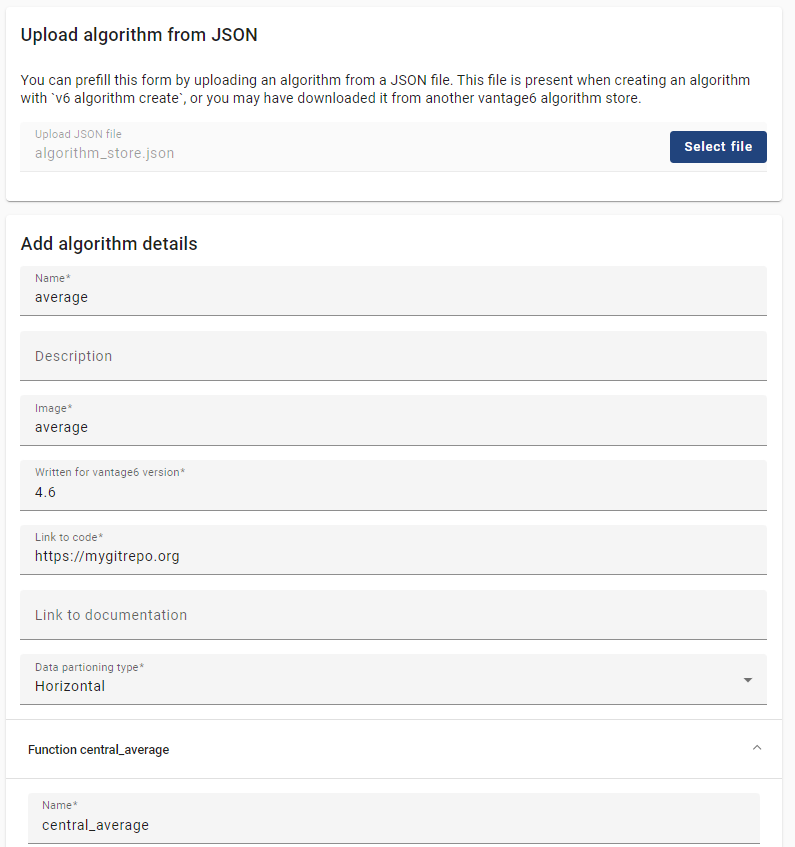 Upload algorithm from JSON
You can prefill this form by uploading an algorithm from a JSON file. This file is present when creating an algorithm
with `v6 algorithm create`, or you may have downloaded it from another vantage6 algorithm store.
Upload JSON file
algorithm_store.json
Select file
Add algorithm details
Name*
average
Description
Image*
average
Written for vantage6 version*
4.6
Link to code*
https://mygitrepo.org
Link to documentation
Data partioning type*
Horizontal
Function central_average
Name*
central_average